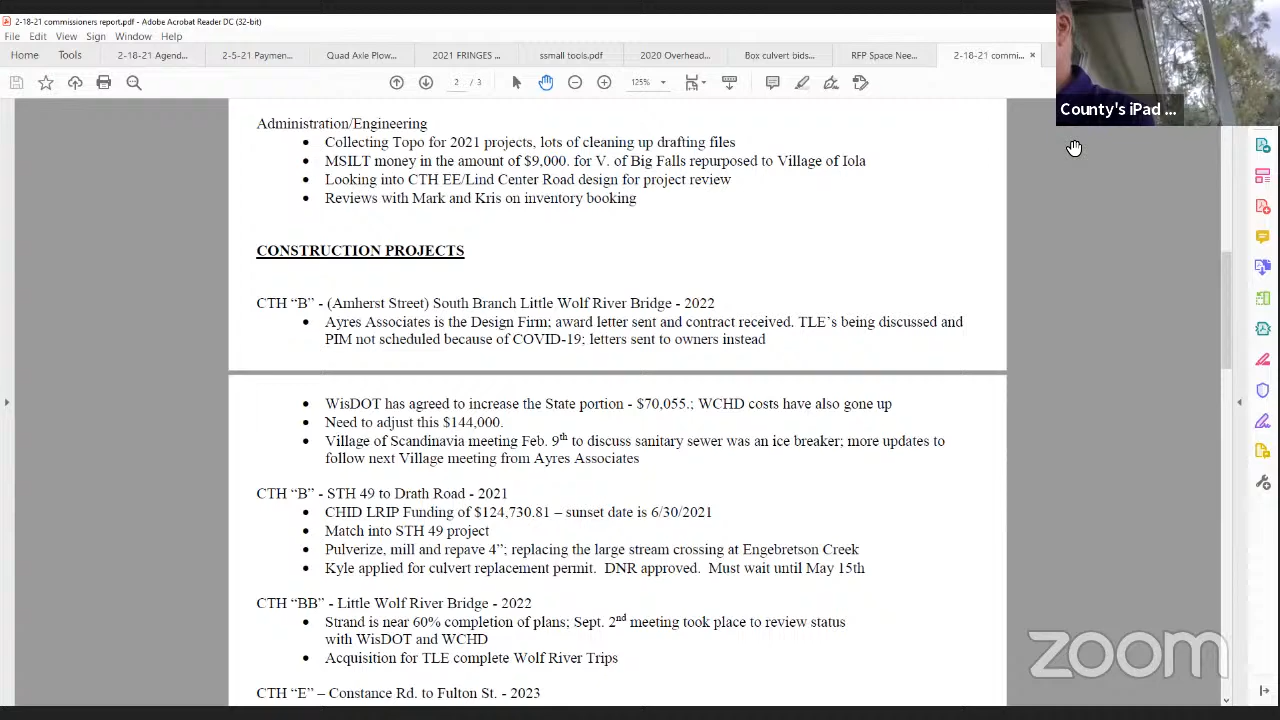 2-18-21 commissioners report.pdf - Adobe Acrobat Reader DC (32-bit)
File Edit View Sign Window Help
Home Tools 2-18-21 Agend... 2-5-21 Paymen... Quad Axle Plow... 2021 FRINGES ... ssmall tools.pdf 2020 Overhead... Box culvert bids... RFP Space Nee... 2-18-21 commi... ×
2 / 3 125%
County's iPad ...
Administration/Engineering
• Collecting Topo for 2021 projects, lots of cleaning up drafting files
• MSILT money in the amount of $9,000. for V. of Big Falls repurposed to Village of Iola
• Looking into CTH EE/Lind Center Road design for project review
• Reviews with Mark and Kris on inventory booking
CONSTRUCTION PROJECTS
CTH “B” - (Amherst Street) South Branch Little Wolf River Bridge - 2022
• Ayres Associates is the Design Firm; award letter sent and contract received. TLE’s being discussed and
PIM not scheduled because of COVID-19; letters sent to owners instead
• WisDOT has agreed to increase the State portion - $70,055.; WCHD costs have also gone up
• Need to adjust this $144,000.
• Village of Scandinavia meeting Feb. 9th to discuss sanitary sewer was an ice breaker; more updates to
follow next Village meeting from Ayres Associates
CTH “B” - STH 49 to Drath Road - 2021
• CHID LRIP Funding of $124,730.81 – sunset date is 6/30/2021
• Match into STH 49 project
• Pulverize, mill and repave 4”; replacing the large stream crossing at Engebretson Creek
• Kyle applied for culvert replacement permit. DNR approved. Must wait until May 15th
CTH “BB” - Little Wolf River Bridge - 2022
• Strand is near 60% completion of plans; Sept. 2nd meeting took place to review status
with WisDOT and WCHD
• Acquisition for TLE complete Wolf River Trips
CTH “E” – Constance Rd. to Fulton St. - 2023
zoom